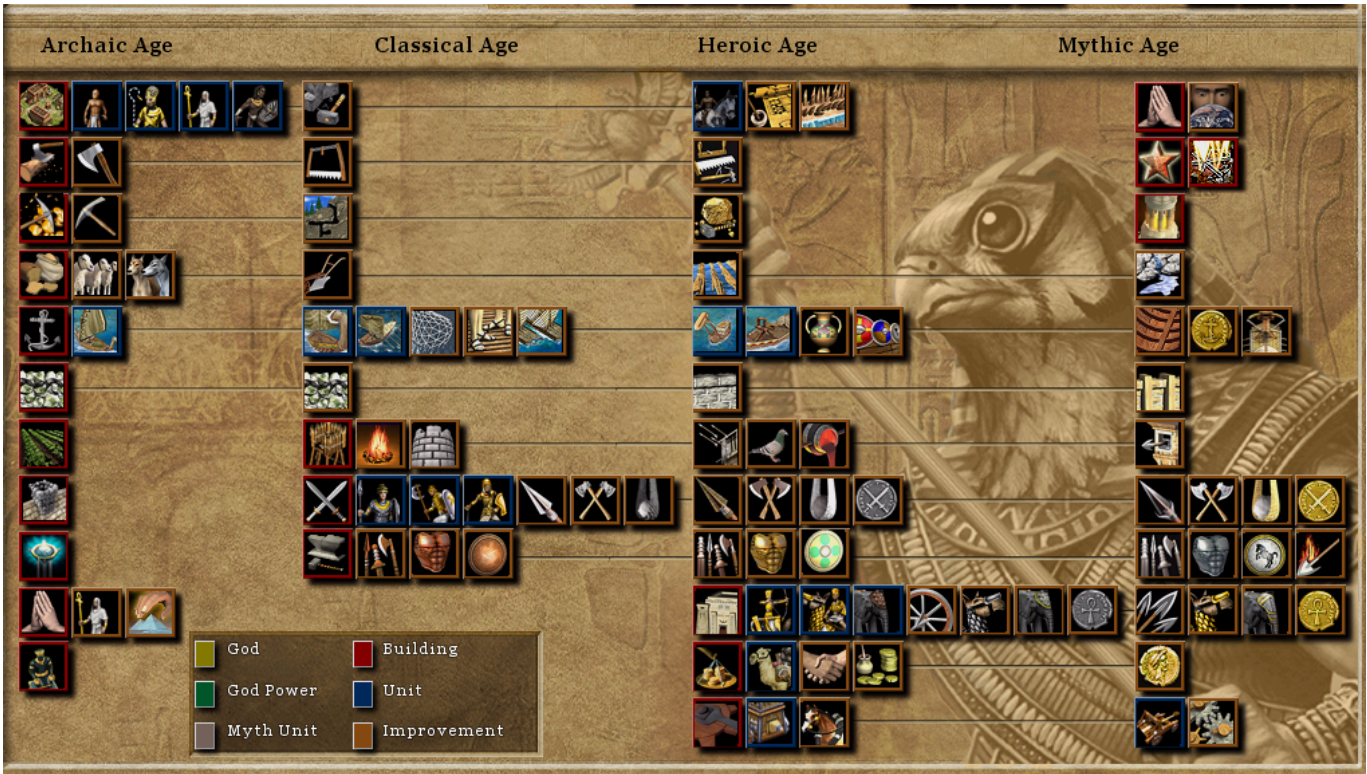 Archaic Age
Classical Age
Heroic Age
Mythic Age
God
Building
God Power
Unit
Myth Unit
Improvement